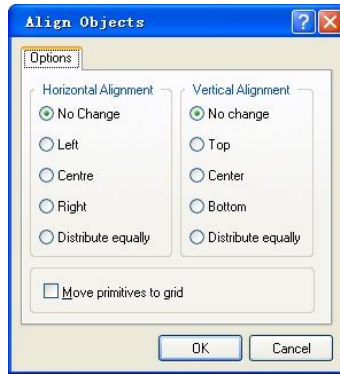 Align Objects
Options
Horizontal Alignment
No Change
Left
Centre
Right
Distribute equally
Vertical Alignment
No change
Top
Center
Bottom
Distribute equally
Move primitives to grid
OK
Cancel